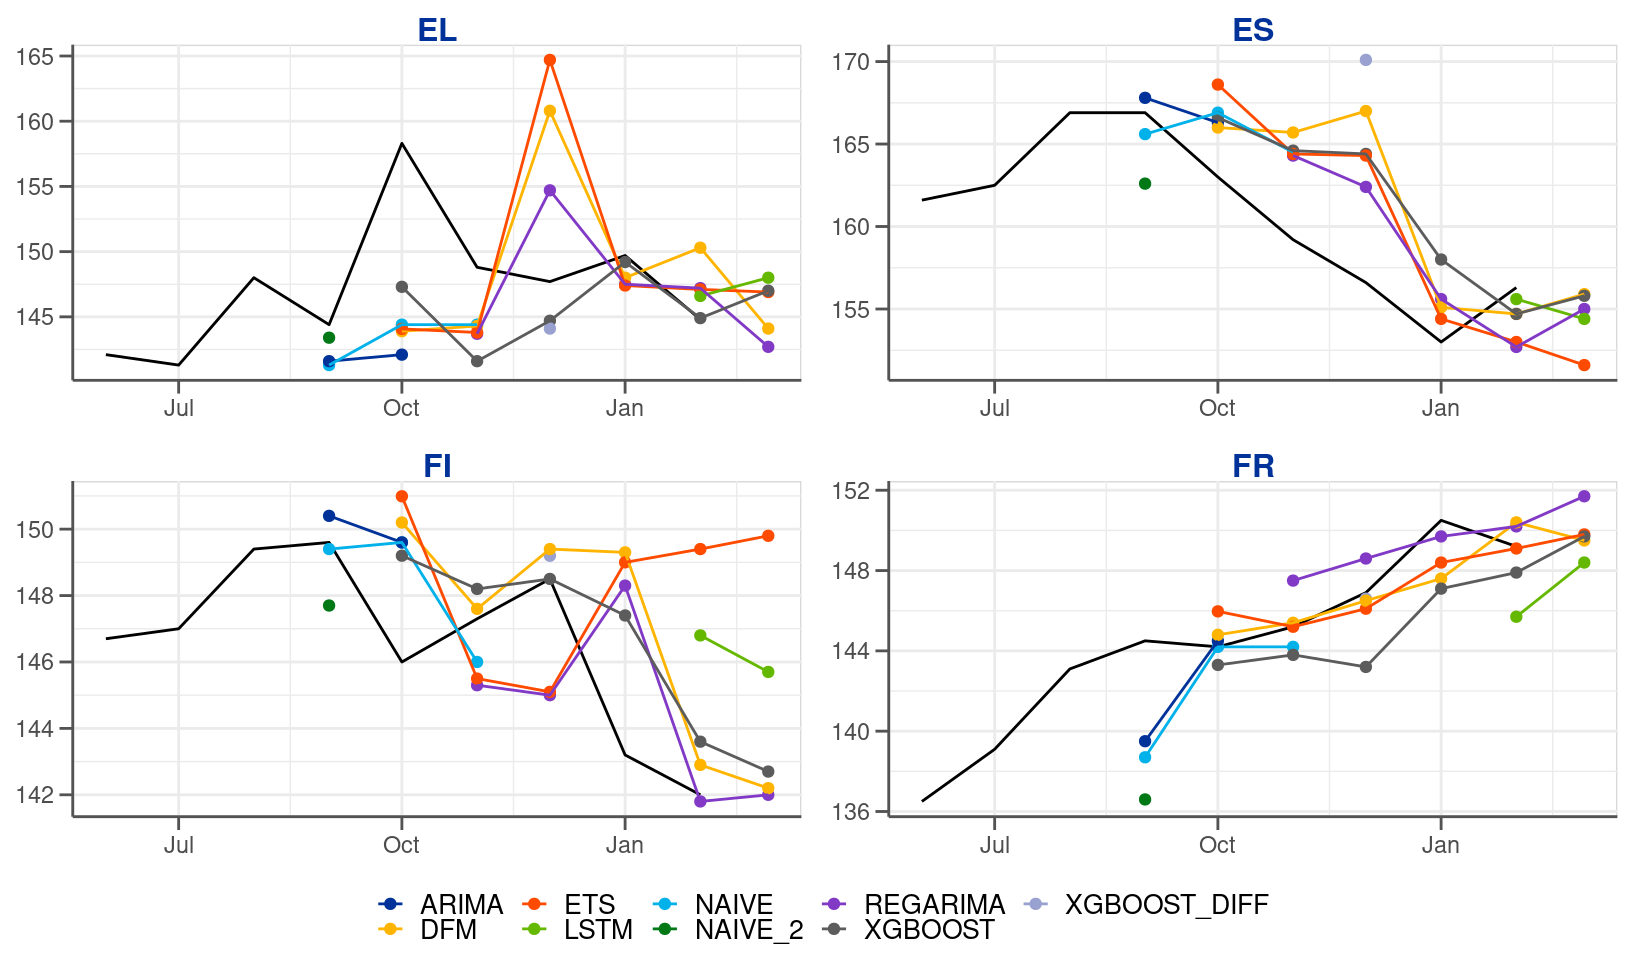 EL
165
160
155
150
145
Jul Oct Jan
ES
170
165
160
155
Jul Oct Jan
FI
150
148
146
144
142
Jul Oct Jan
FR
152
148
144
140
136
Jul Oct Jan
ARIMA ETS NAIVE REGARIMA XGBOOST_DIFF
DFM LSTM NAIVE_2 XGBOOST